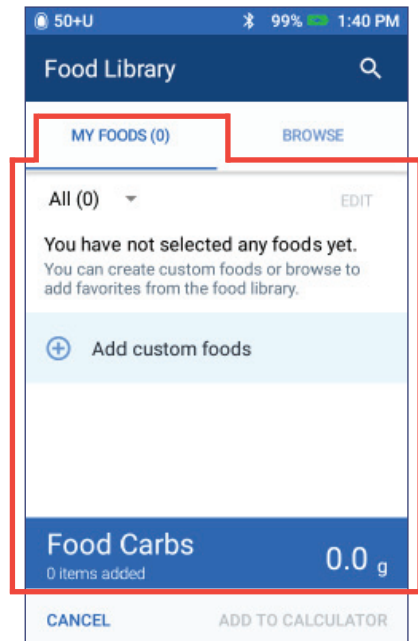 50+U 99% 1:40 PM
Food Library
MY FOODS (0) BROWSE
All (0) EDIT
You have not selected any foods yet.
You can create custom foods or browse to
add favorites from the food library.
Add custom foods
Food Carbs 0.0 g
0 items added
CANCEL ADD TO CALCULATOR